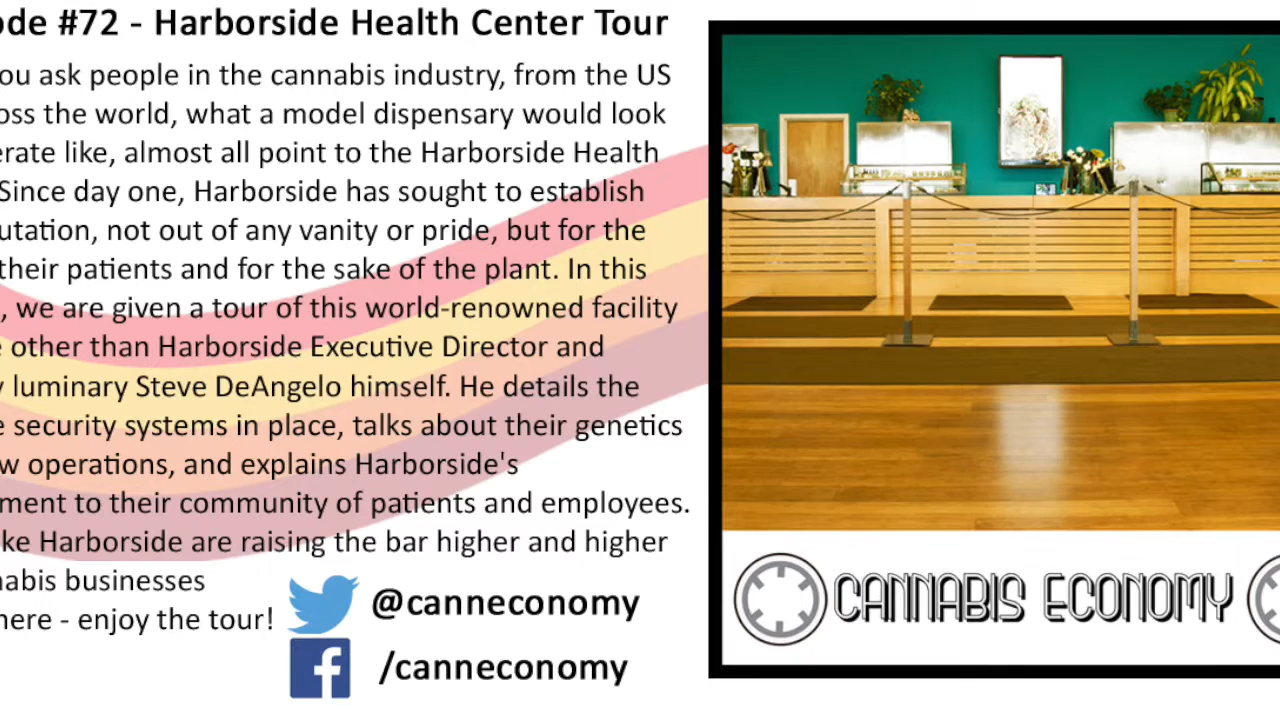 ode #72 - Harborside Health Center Tour
ou ask people in the cannabis industry, from the US
oss the world, what a model dispensary would look
erate like, almost all point to the Harborside Health
Since day one, Harborside has sought to establish
utation, not out of any vanity or pride, but for the
their patients and for the sake of the plant. In this
, we are given a tour of this world-renowned facility
e other than Harborside Executive Director and
y luminary Steve DeAngelo himself. He details the
e security systems in place, talks about their genetics
w operations, and explains Harborside's
ment to their community of patients and employees.
ke Harborside are raising the bar higher and higher
nabis businesses
here - enjoy the tour!
@canneconomy
/canneconomy
CANNABIS ECONOMY